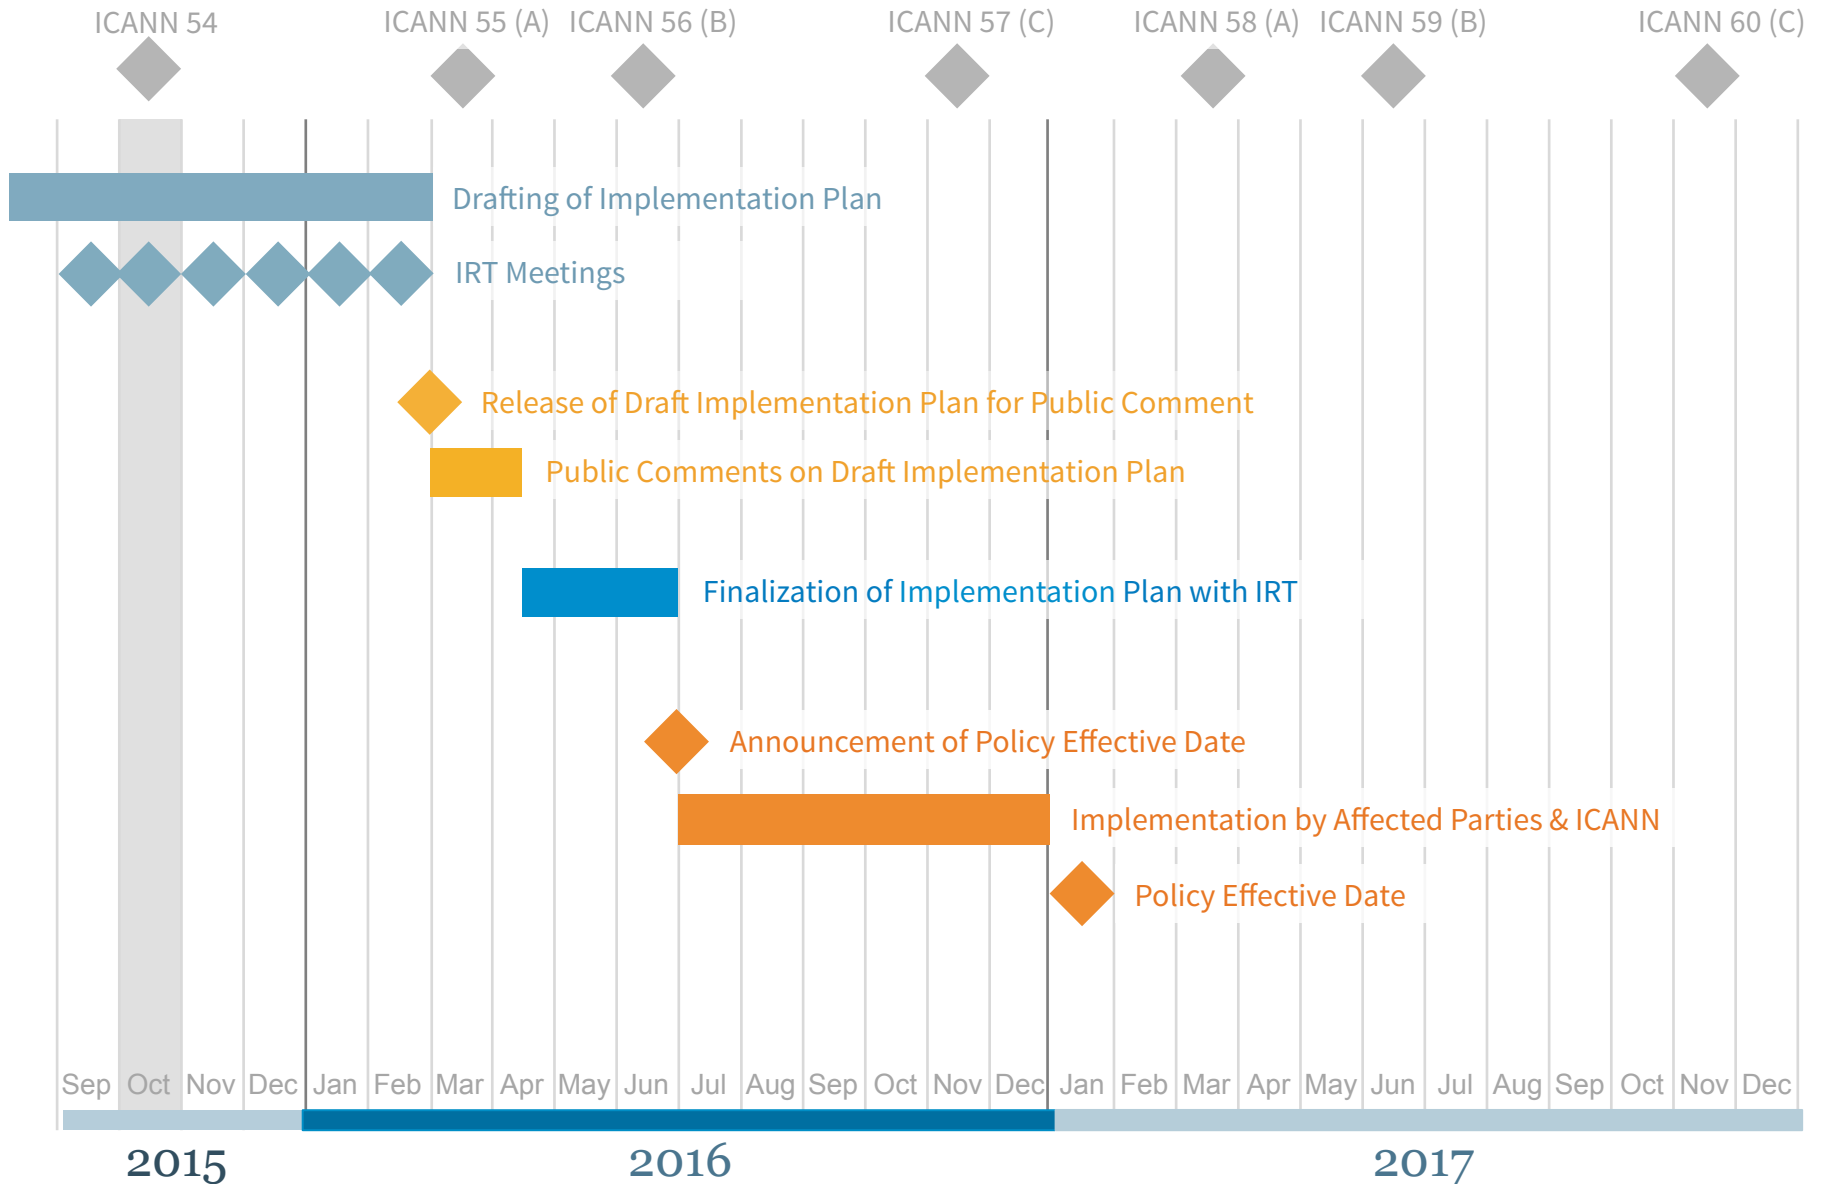 ICANN 54 ICANN 55 (A) ICANN 56 (B) ICANN 57 (C) ICANN 58 (A) ICANN 59 (B) ICANN 60 (C)
Drafting of Implementation Plan
IRT Meetings
Release of Draft Implementation Plan for Public Comment
Public Comments on Draft Implementation Plan
Finalization of Implementation Plan with IRT
Announcement of Policy Effective Date
Implementation by Affected Parties & ICANN
Policy Effective Date
Sep Oct Nov Dec Jan Feb Mar Apr May Jun Jul Aug Sep Oct Nov Dec Jan Feb Mar Apr May Jun Jul Aug Sep Oct Nov Dec
2015 2016 2017